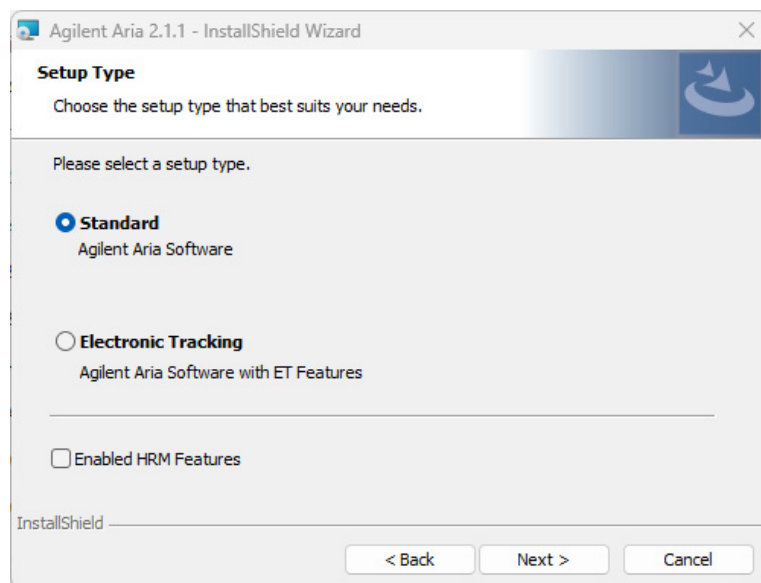 Agilent Aria 2.1.1 - InstallShield Wizard
Setup Type
Choose the setup type that best suits your needs.
Please select a setup type.
Standard
Agilent Aria Software
Electronic Tracking
Agilent Aria Software with ET Features
Enabled HRM Features
InstallShield
< Back Next > Cancel